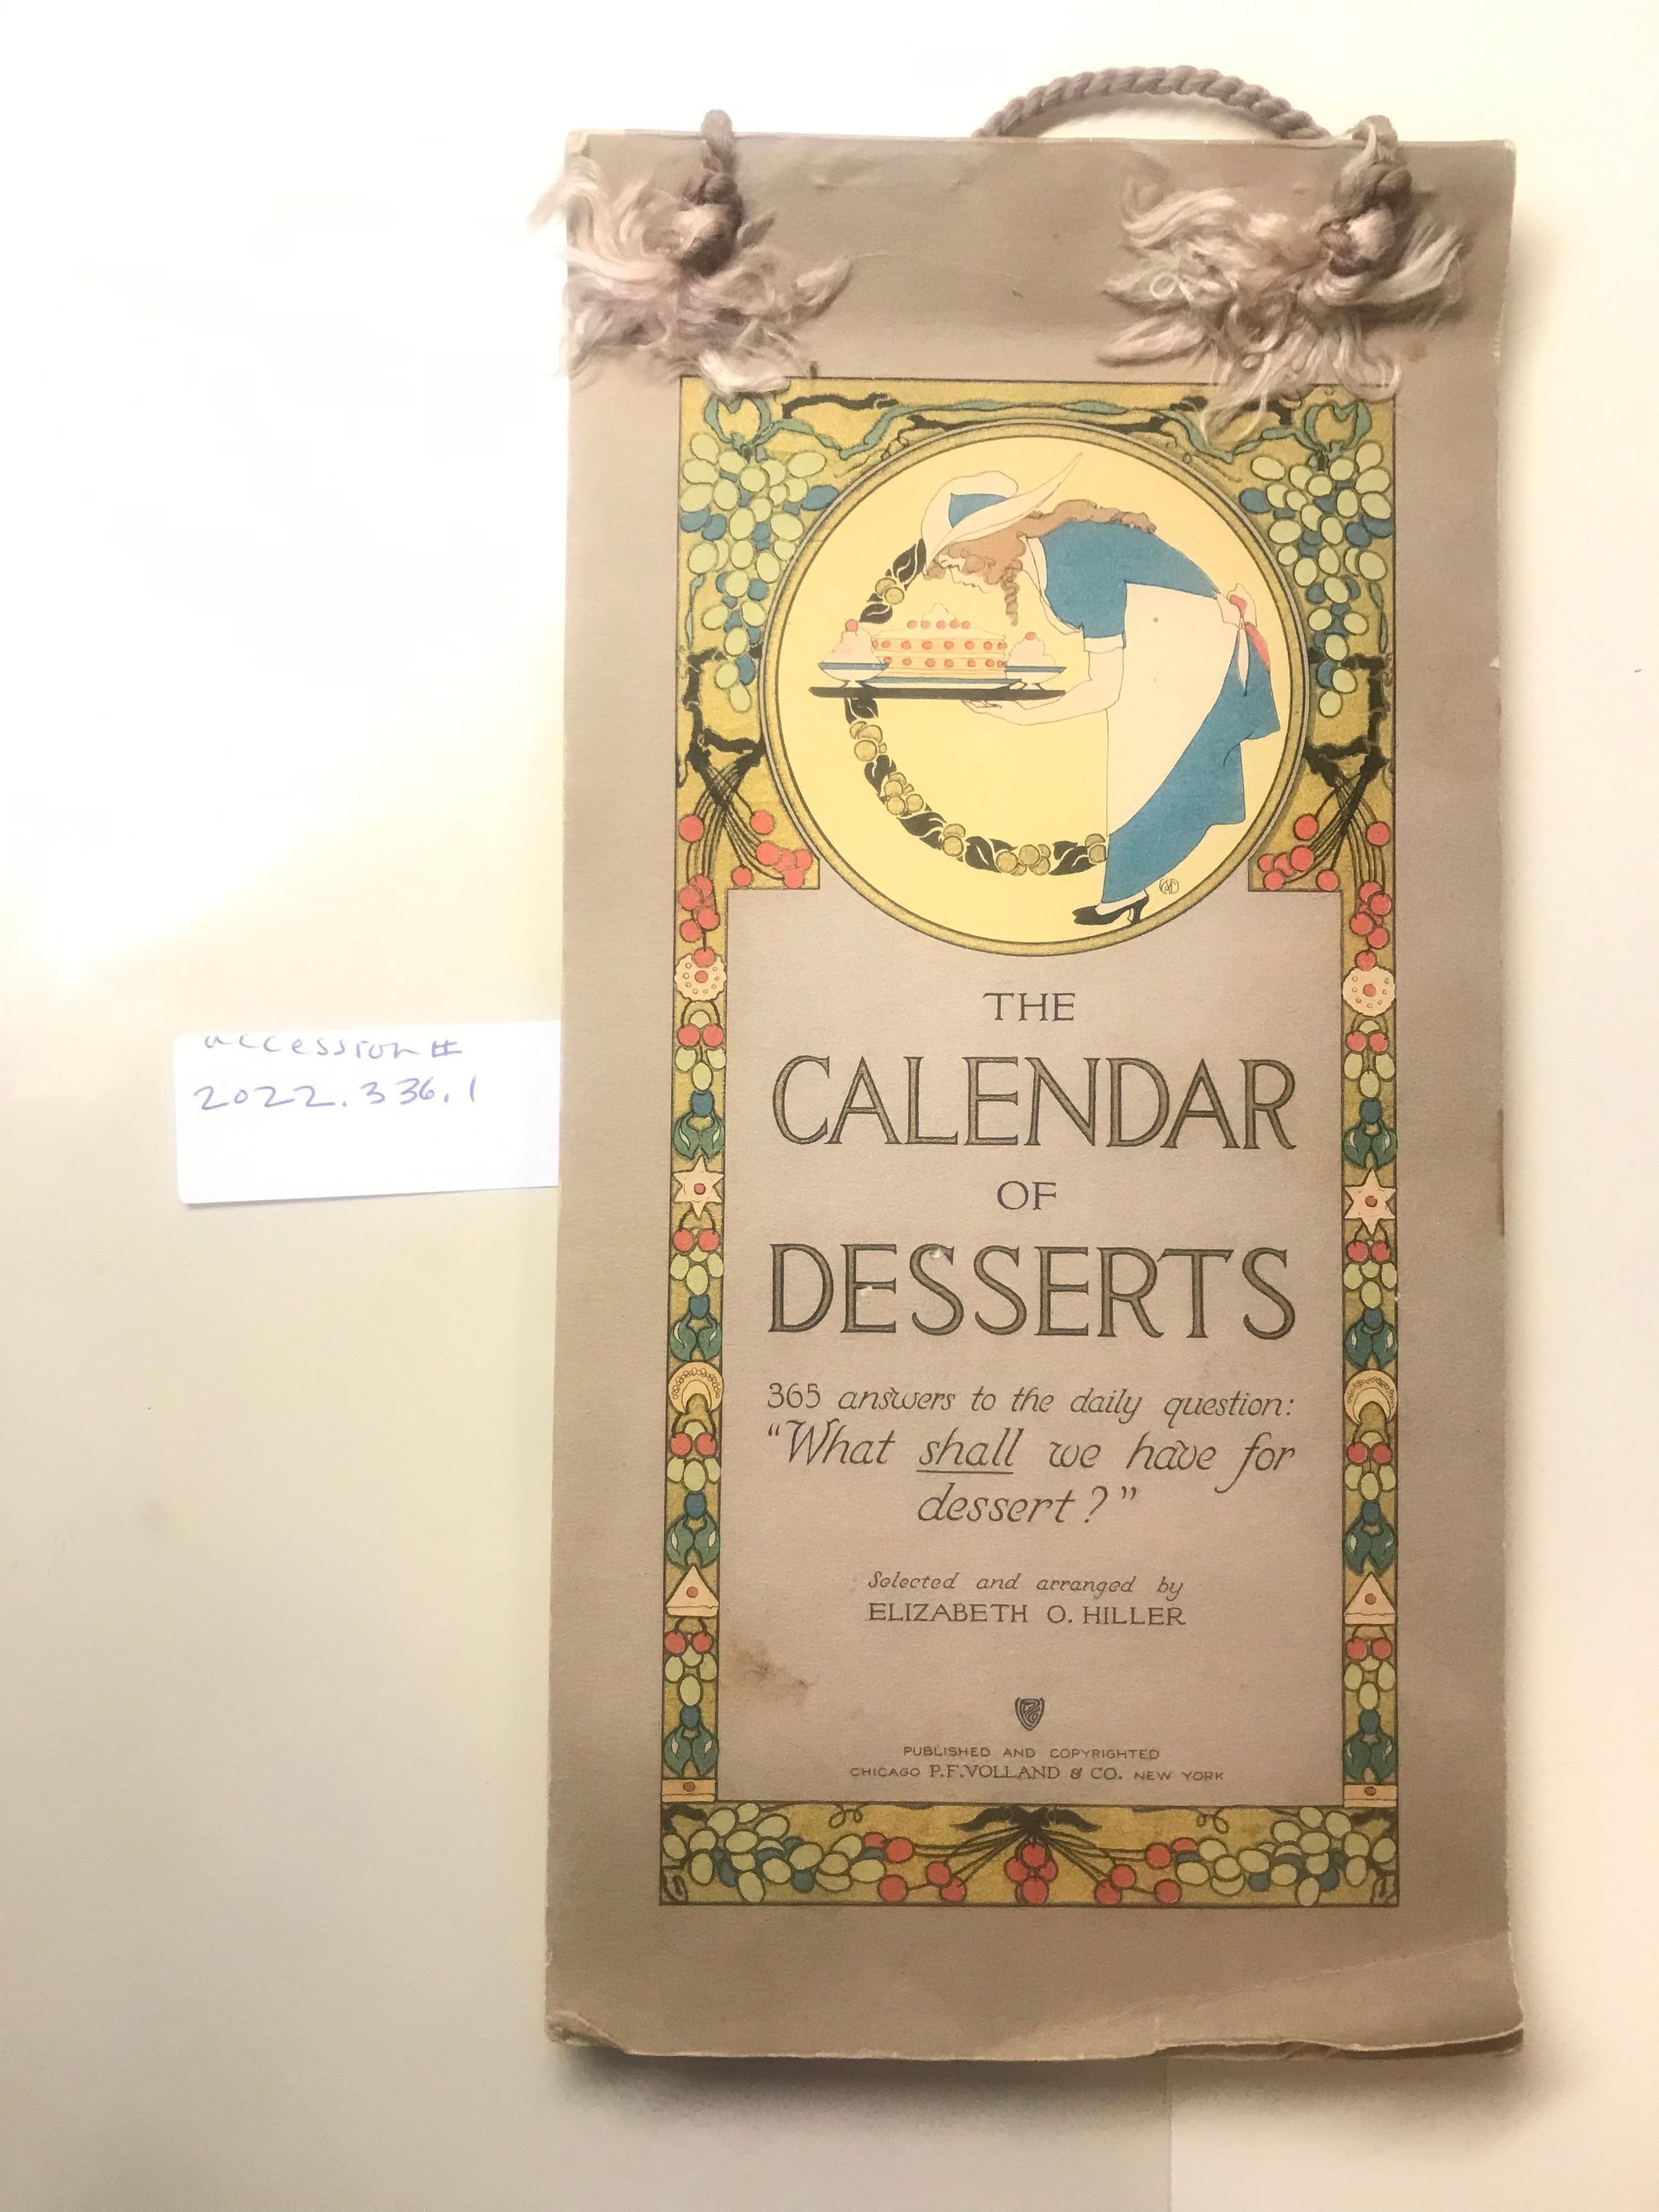 THE
CALENDAR
OF
DESSERTS
365 answers to the daily question:
"What shall we have for
dessert?"
Selected and arranged by
ELIZABETH O. HILLER
PUBLISHED AND COPYRIGHTED
CHICAGO P.F. VOLLAND & CO. NEW YORK
accession #
2022.336.1